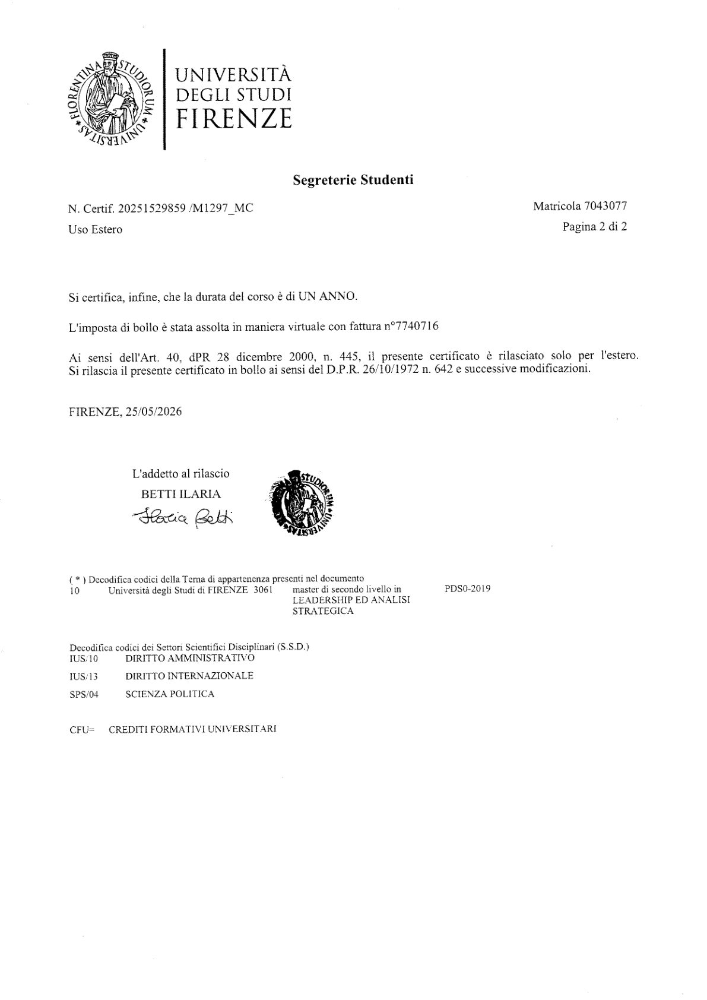 FLORENTINA STUDIORUM UNIVERSITAS
UNIVERSITÀ
DEGLI STUDI
FIRENZE
Segreterie Studenti
N. Certif. 20251529859 /M1297_MC
Matricola 7043077
Uso Estero
Pagina 2 di 2
Si certifica, infine, che la durata del corso è di UN ANNO.
L'imposta di bollo è stata assolta in maniera virtuale con fattura n°7740716
Ai sensi dell'Art. 40, dPR 28 dicembre 2000, n. 445, il presente certificato è rilasciato solo per l'estero.
Si rilascia il presente certificato in bollo ai sensi del D.P.R. 26/10/1972 n. 642 e successive modificazioni.
FIRENZE, 25/05/2026
L'addetto al rilascio
BETTI ILARIA
Ilaria Betti
STUDIORUM UNIVERSITAS
( * ) Decodifica codici della Terna di appartenenza presenti nel documento
10 Università degli Studi di FIRENZE 3061 master di secondo livello in PDS0-2019
LEADERSHIP ED ANALISI
STRATEGICA
Decodifica codici dei Settori Scientifici Disciplinari (S.S.D.)
IUS/10 DIRITTO AMMINISTRATIVO
IUS/13 DIRITTO INTERNAZIONALE
SPS/04 SCIENZA POLITICA
CFU= CREDITI FORMATIVI UNIVERSITARI